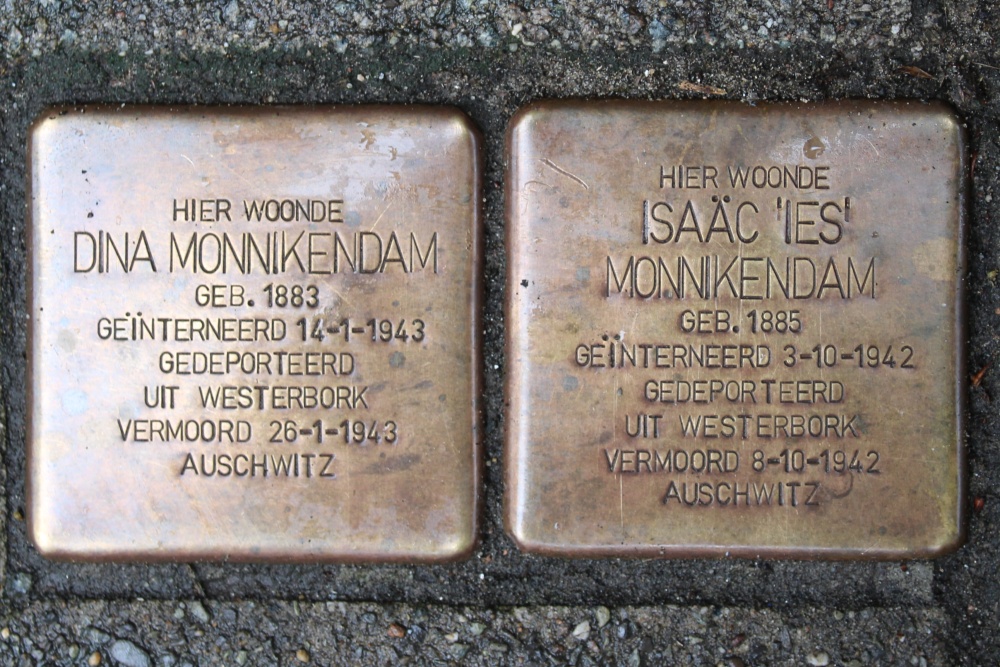 HIER WOONDE
DINA MONNIKENDAM
GEB. 1883
GEÏNTERNEERD 14-1-1943
GEDEPORTEERD
UIT WESTERBORK
VERMOORD 26-1-1943
AUSCHWITZ
HIER WOONDE
ISAÄC 'IES'
MONNIKENDAM
GEB. 1885
GEÏNTERNEERD 3-10-1942
GEDEPORTEERD
UIT WESTERBORK
VERMOORD 8-10-1942
AUSCHWITZ